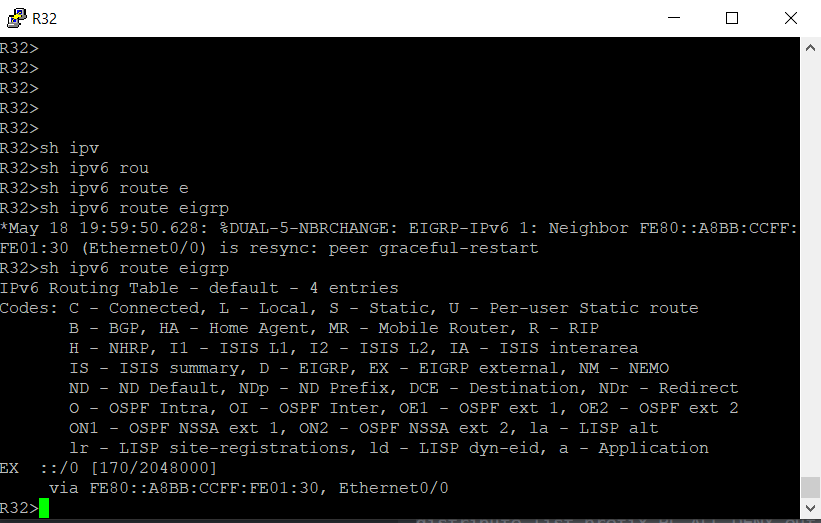 R32
R32>
R32>
R32>
R32>
R32>
R32>sh ipv
R32>sh ipv6 rou
R32>sh ipv6 route e
R32>sh ipv6 route eigrp
*May 18 19:59:50.628: %DUAL-5-NBRCHANGE: EIGRP-IPv6 1: Neighbor FE80::A8BB:CCFF:
FE01:30 (Ethernet0/0) is resync: peer graceful-restart
R32>sh ipv6 route eigrp
IPv6 Routing Table - default - 4 entries
Codes: C - Connected, L - Local, S - Static, U - Per-user Static route
       B - BGP, HA - Home Agent, MR - Mobile Router, R - RIP
       H - NHRP, I1 - ISIS L1, I2 - ISIS L2, IA - ISIS interarea
       IS - ISIS summary, D - EIGRP, EX - EIGRP external, NM - NEMO
       ND - ND Default, NDp - ND Prefix, DCE - Destination, NDr - Redirect
       O - OSPF Intra, OI - OSPF Inter, OE1 - OSPF ext 1, OE2 - OSPF ext 2
       ON1 - OSPF NSSA ext 1, ON2 - OSPF NSSA ext 2, la - LISP alt
       lr - LISP site-registrations, ld - LISP dyn-eid, a - Application
EX  ::/0 [170/2048000]
     via FE80::A8BB:CCFF:FE01:30, Ethernet0/0
R32>